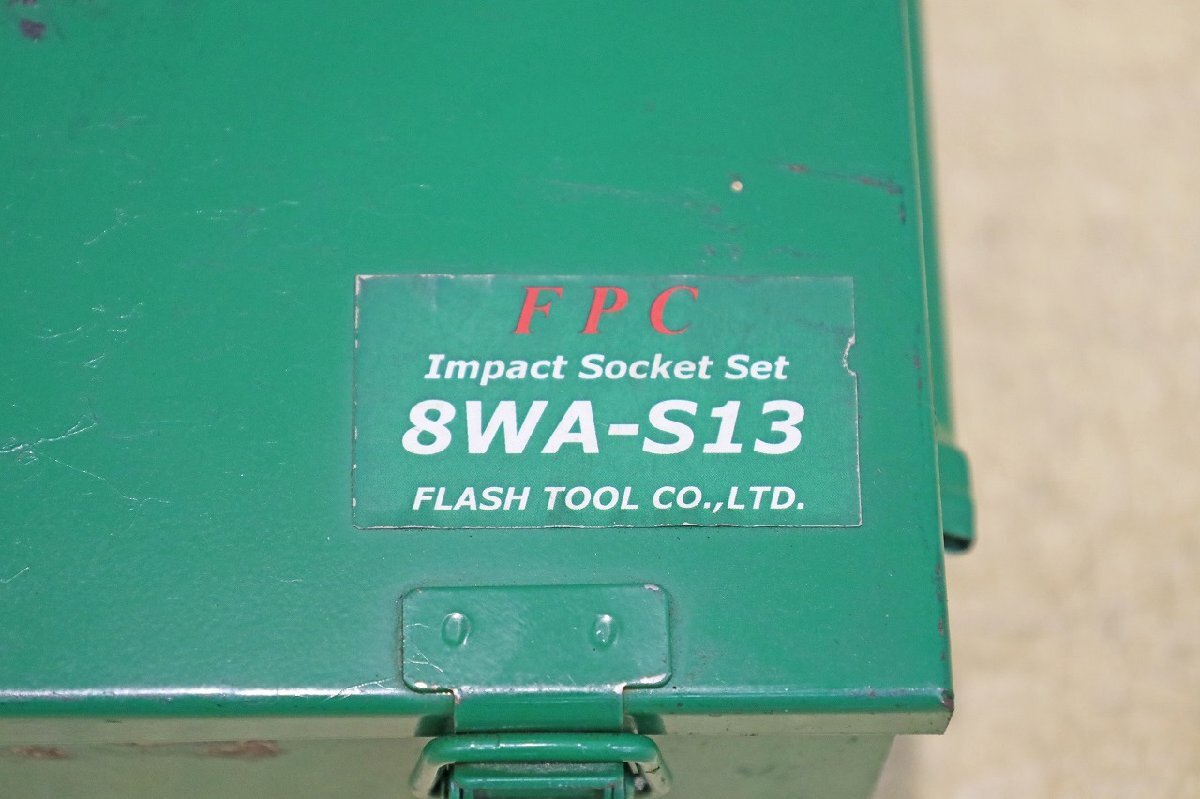 FPC
Impact Socket Set
8WA-S13
FLASH TOOL CO.,LTD.